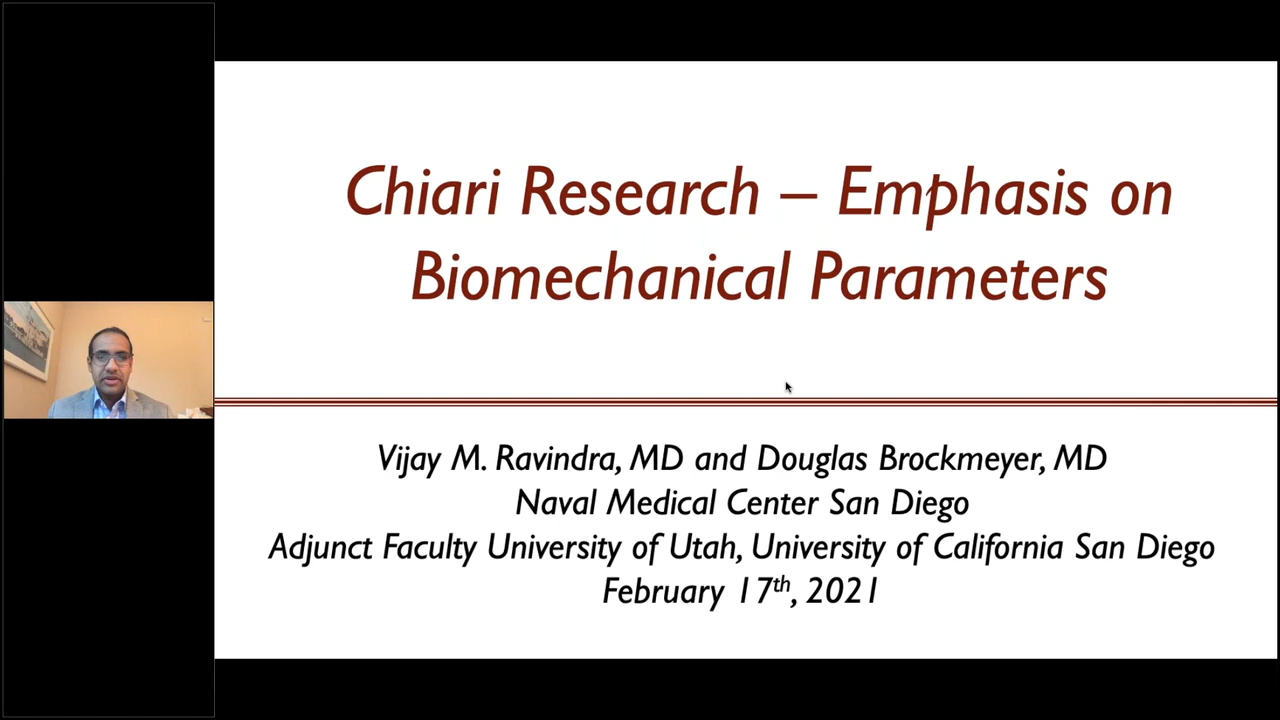 Chiari Research – Emphasis on
Biomechanical Parameters
Vijay M. Ravindra, MD and Douglas Brockmeyer, MD
Naval Medical Center San Diego
Adjunct Faculty University of Utah, University of California San Diego
February 17th, 2021